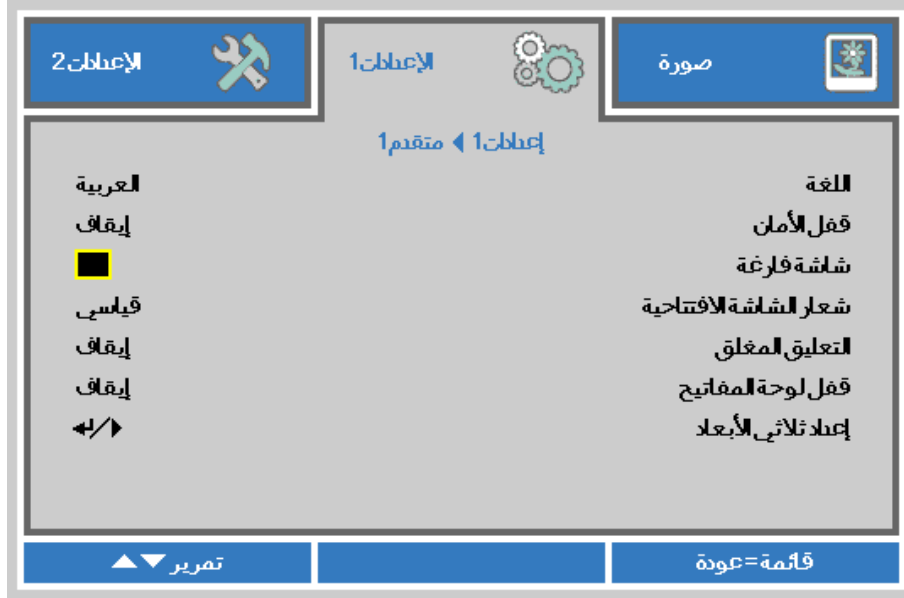 صورة
الإعدادات1
الإعدادات2
إعدادات1 ◀ متقدم1
اللغة العربية
قفل الأمان إيقاف
شاشة فارغة
شعار الشاشة الافتتاحية قياسي
التعليق المغلق إيقاف
قفل لوحة المفاتيح إيقاف
إعداد ثلاثي الأبعاد
قائمة=عودة
تمرير ▼▲